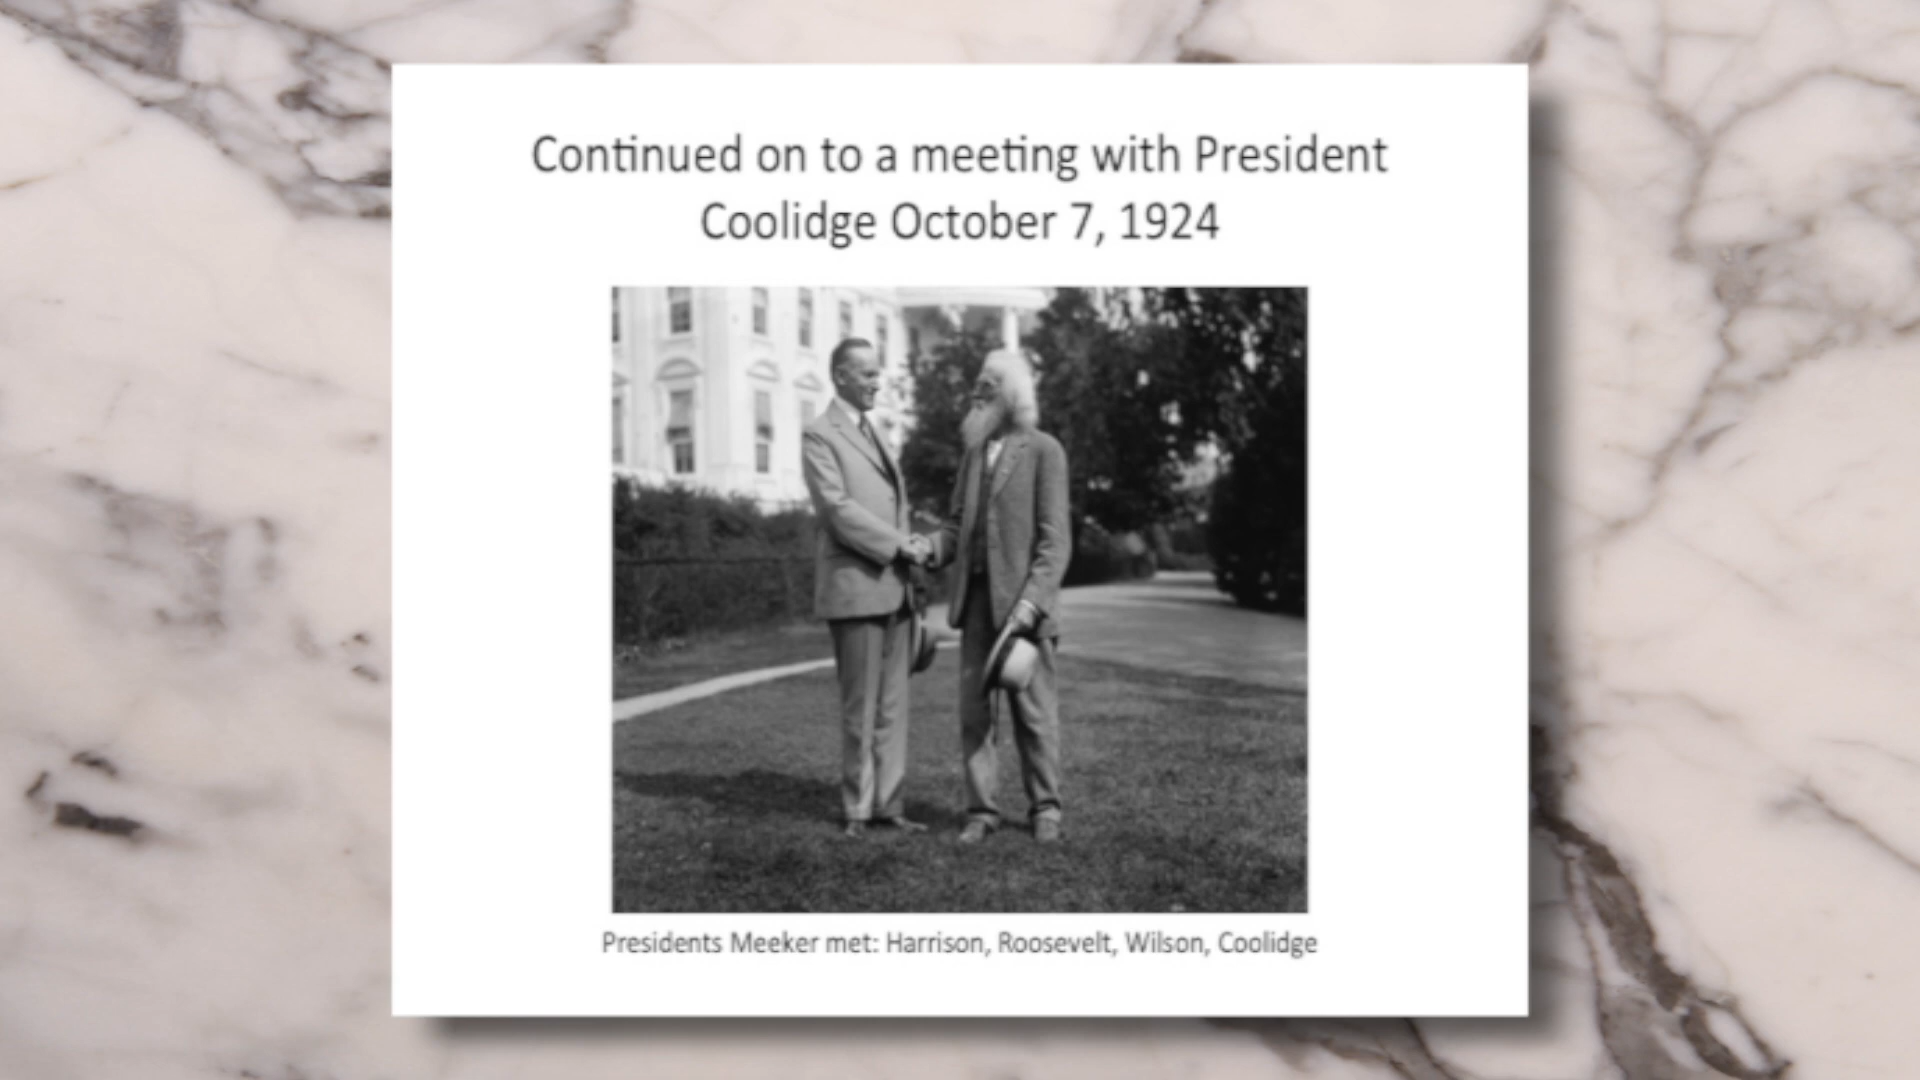 Continued on to a meeting with President
Coolidge October 7, 1924
Presidents Meeker met: Harrison, Roosevelt, Wilson, Coolidge